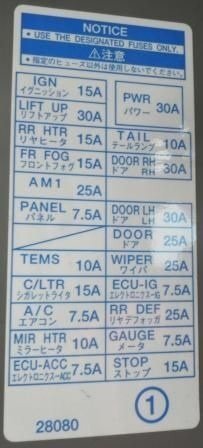 NOTICE
• USE THE DESIGNATED FUSES ONLY.
⚠注意
• 指定のヒューズ以外は使用しないでください。
IGN
イグニッション 15A
PWR
パワー 30A
LIFT UP
リフトアップ 30A
RR HTR
リヤヒータ 15A
TAIL
テールランプ 10A
FR FOG
フロントフォグ 15A
DOOR RH
ドア RH 30A
AM1
25A
PANEL
パネル 7.5A
DOOR LH
ドア LH 30A
DOOR
ドア 25A
TEMS
10A
WIPER
ワイパ 25A
C/LTR
シガレットライタ 15A
ECU-IG
エレクトロニクス-IG 7.5A
A/C
エアコン 7.5A
RR DEF
リヤデフォッガ 25A
MIR HTR
ミラーヒータ 10A
GAUGE
メータ 7.5A
ECU-ACC
エレクトロニクス-ACC 7.5A
STOP
ストップ 15A
28080
1